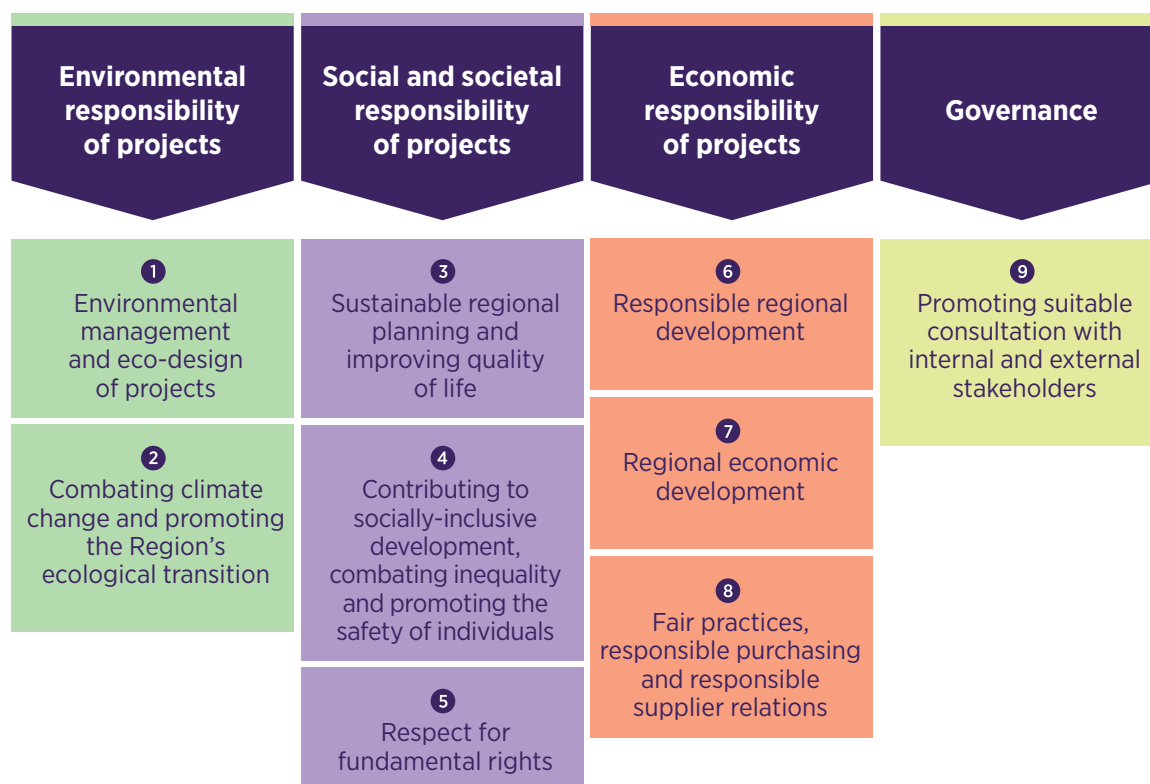 Environmental
responsibility
of projects
1
Environmental
management
and eco-design
of projects
2
Combating climate
change and promoting
the Region’s
ecological transition
Social and societal
responsibility
of projects
3
Sustainable regional
planning and
improving quality
of life
4
Contributing to
socially-inclusive
development,
combating inequality
and promoting the
safety of individuals
5
Respect for
fundamental rights
Economic
responsibility
of projects
6
Responsible regional
development
7
Regional economic
development
8
Fair practices,
responsible purchasing
and responsible
supplier relations
Governance
9
Promoting suitable
consultation with
internal and external
stakeholders